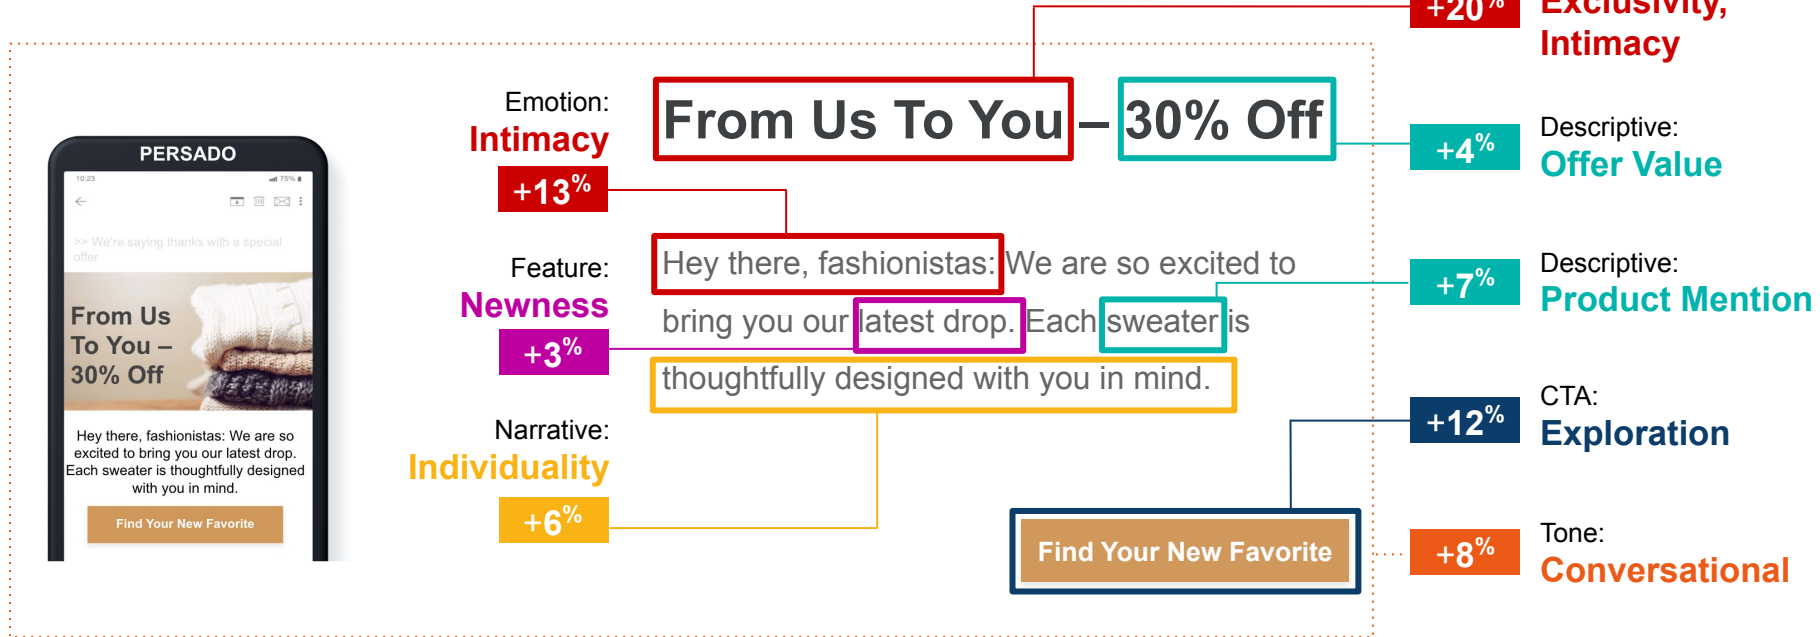 +20%
Exclusivity,
Intimacy
Emotion:
Intimacy
+13%
From Us To You – 30% Off
+4%
Descriptive:
Offer Value
PERSADO
10:23
75%
>> We're saying thanks with a special
offer
From Us
To You –
30% Off
Hey there, fashionistas: We are so
excited to bring you our latest drop.
Each sweater is thoughtfully designed
with you in mind.
Find Your New Favorite
Feature:
Newness
+3%
Hey there, fashionistas: We are so excited to
bring you our latest drop. Each sweater is
thoughtfully designed with you in mind.
+7%
Descriptive:
Product Mention
Narrative:
Individuality
+6%
+12%
CTA:
Exploration
Find Your New Favorite
+8%
Tone:
Conversational